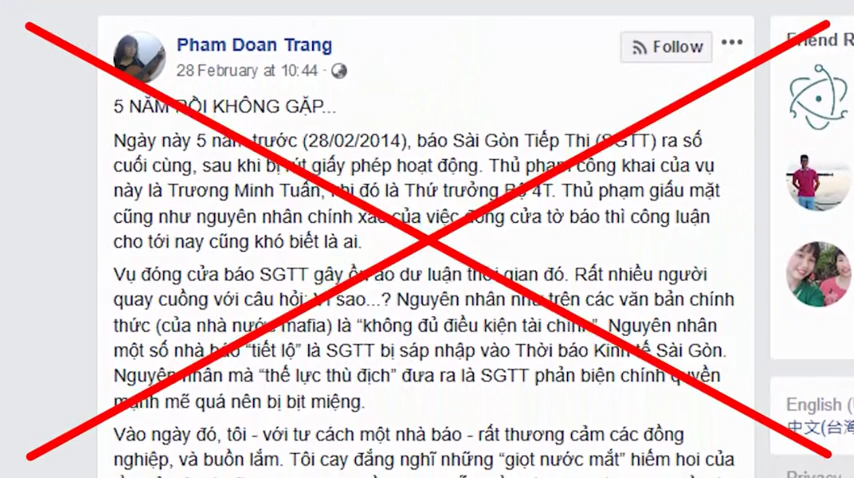 Pham Doan Trang
Follow
28 February at 10:44
5 NĂM RỒI KHÔNG GẶP...
Ngày này 5 năm trước (28/02/2014), báo Sài Gòn Tiếp Thị (SGTT) ra số
cuối cùng, sau khi bị rút giấy phép hoạt động. Thủ phạm công khai của vụ
này là Trương Minh Tuấn, khi đó là Thứ trưởng Bộ 4T. Thủ phạm giấu mặt
cũng như nguyên nhân chính xác của việc đóng cửa tờ báo thì công luận
cho tới nay cũng khó biết là ai.
Vụ đóng cửa báo SGTT gây ồn ào dư luận thời gian đó. Rất nhiều người
quay cuồng với câu hỏi: Vì sao...? Nguyên nhân như trên các văn bản chính
thức (của nhà nước mafia) là “không đủ điều kiện tài chính”. Nguyên nhân
một số nhà báo “tiết lộ” là SGTT bị sáp nhập vào Thời báo Kinh tế Sài Gòn.
Nguyên nhân mà “thế lực thù địch” đưa ra là SGTT phản biện chính quyền
mạnh mẽ quá nên bị bịt miệng.
Vào ngày đó, tôi - với tư cách một nhà báo - rất thương cảm các đồng
nghiệp, và buồn lắm. Tôi cay đắng nghĩ những “giọt nước mắt” hiếm hoi của
Friend R
English (
中文(台灣
Privacy